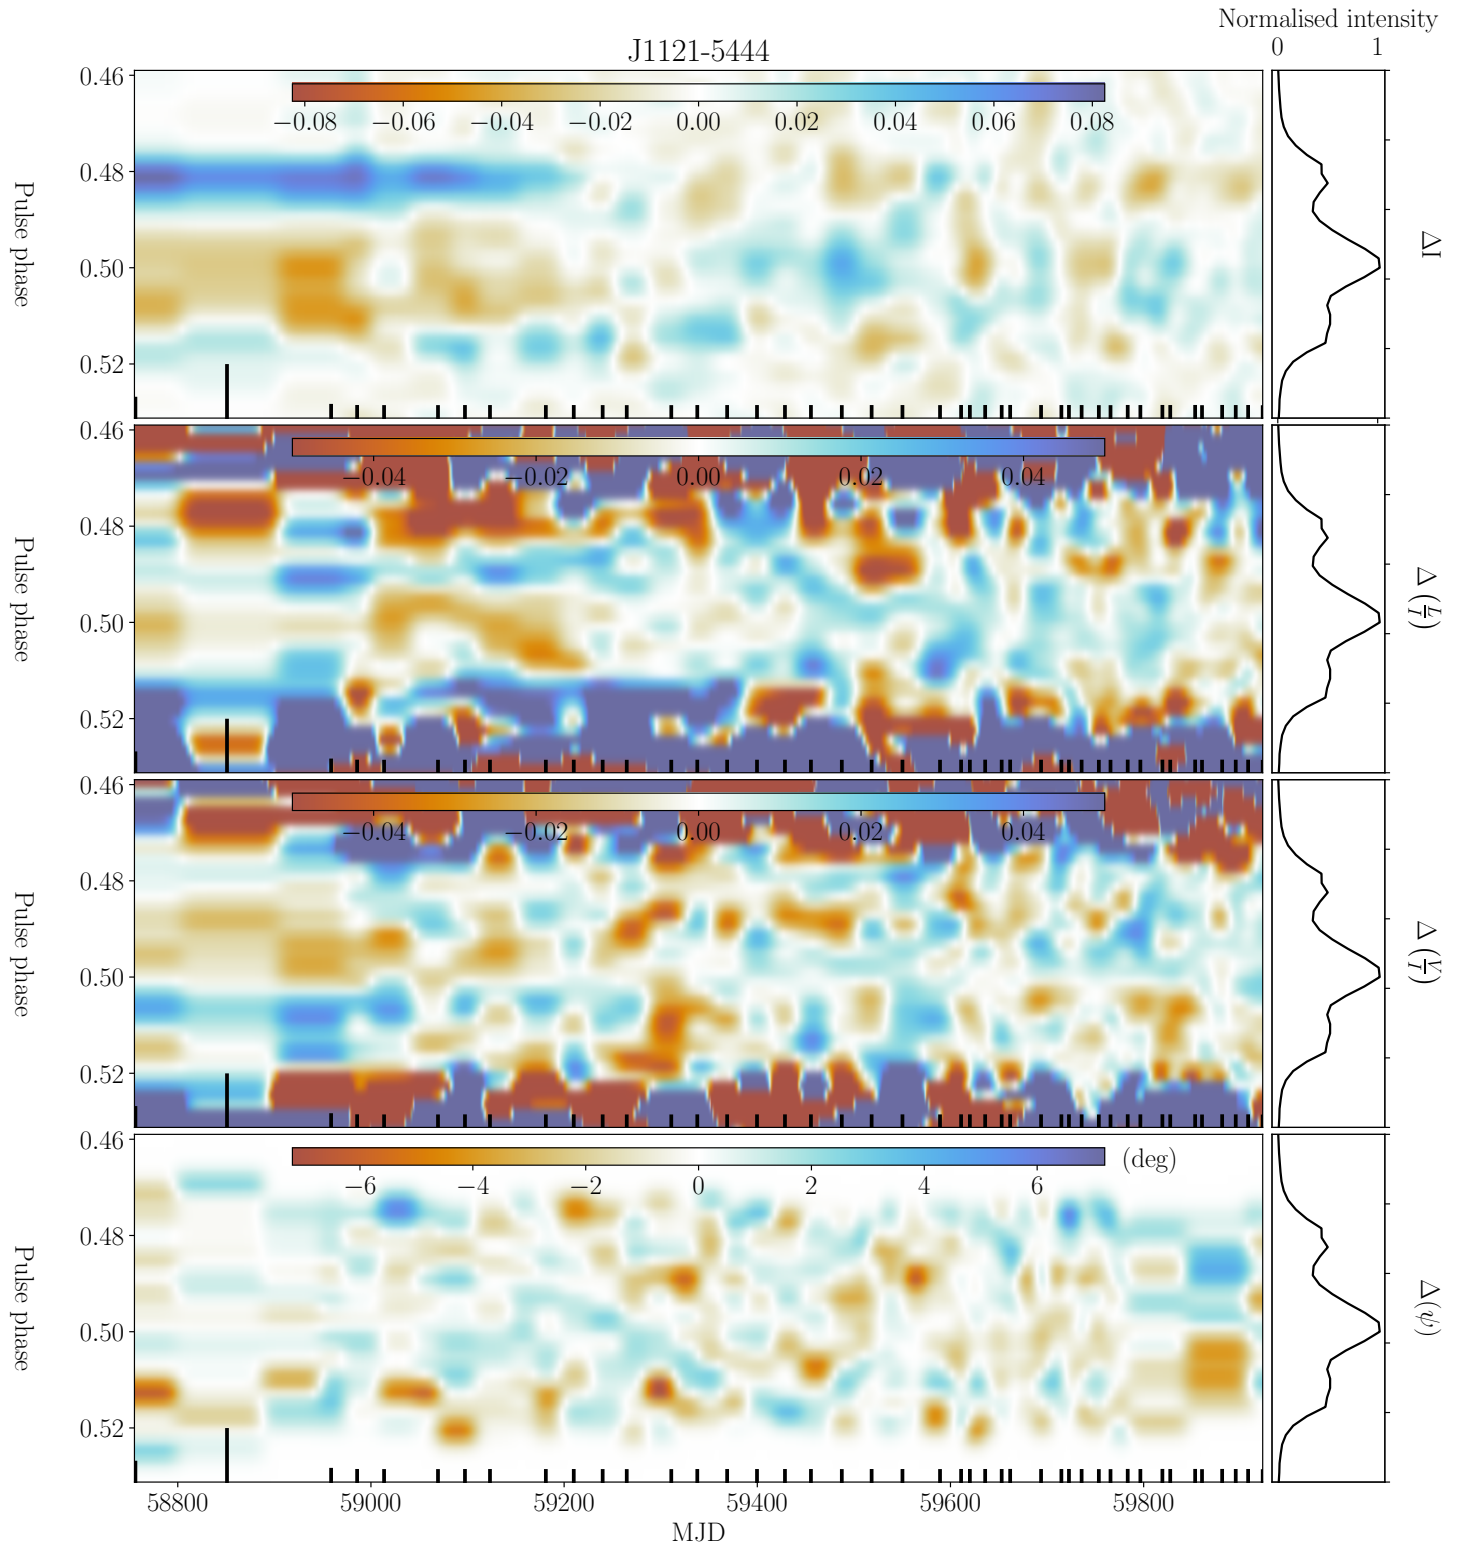 Normalised intensity
0 1
J1121-5444
0.46
0.48
0.50
0.52
Pulse phase
−0.08 −0.06 −0.04 −0.02 0.00 0.02 0.04 0.06 0.08
ΔI
0.46
0.48
0.50
0.52
Pulse phase
−0.04 −0.02 0.00 0.02 0.04
Δ(L/I)
0.46
0.48
0.50
0.52
Pulse phase
−0.04 −0.02 0.00 0.02 0.04
Δ(V/I)
0.46
0.48
0.50
0.52
Pulse phase
(deg)
−6 −4 −2 0 2 4 6
Δ(ψ)
58800 59000 59200 59400 59600 59800
MJD